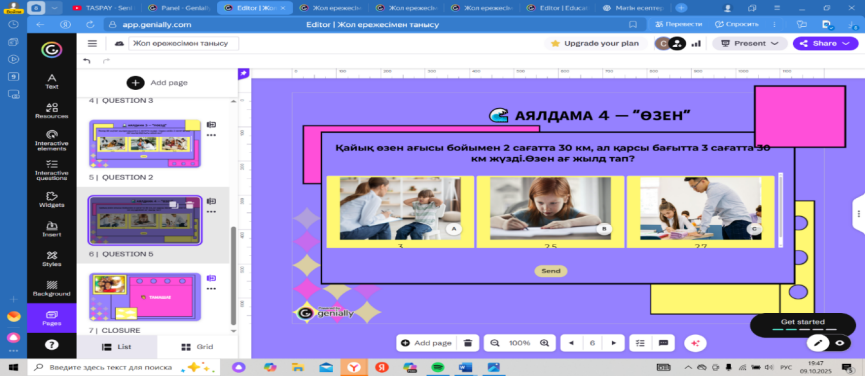 TASPAY - Serv
Panel - Genial
Editor | Жол
Жол ережесі
Жол ережесі
Жол ережесі
Editor | Educa
Мәтін есептер
app.genially.com
Editor | Жол ережесімен танысу
Перевести
Спросить
Жол ережесімен танысу
Upgrade your plan
C
Present
Share
Add page
Text
Resources
Interactive elements
Interactive questions
Widgets
Insert
Styles
Background
Pages
4 | QUESTION 3
5 | QUESTION 2
6 | QUESTION 5
7 | CLOSURE
List
Grid
АЯЛДАМА 4 — “ӨЗЕН”
Қайық өзен ағысы бойымен 2 сағатта 30 км, ал қарсы бағытта 3 сағатта 30
км жүзді.Өзен ағ жылд тап?
A
B
C
3
2.5
2.7
Send
genially
Get started
Add page
100%
6
Введите здесь текст для поиска
РУС
19:47
09.10.2025